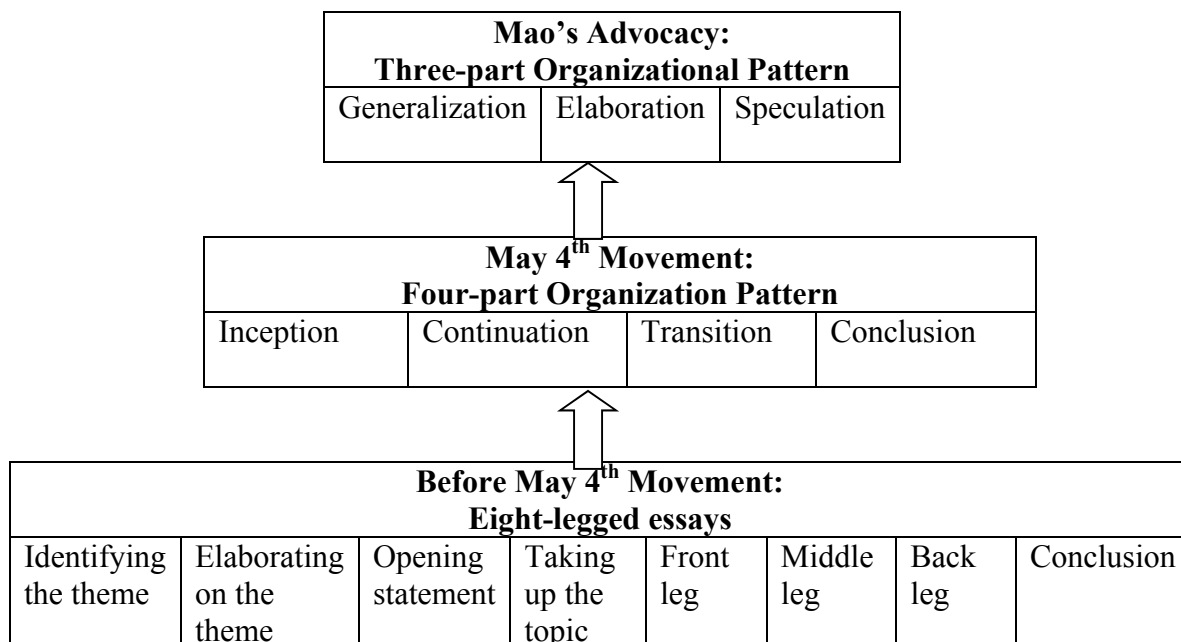 Mao’s Advocacy:
Three-part Organizational Pattern
Generalization Elaboration Speculation
May 4th Movement:
Four-part Organization Pattern
Inception Continuation Transition Conclusion
Before May 4th Movement:
Eight-legged essays
Identifying
the theme
Elaborating
on the
theme
Opening
statement
Taking
up the
topic
Front
leg
Middle
leg
Back
leg
Conclusion